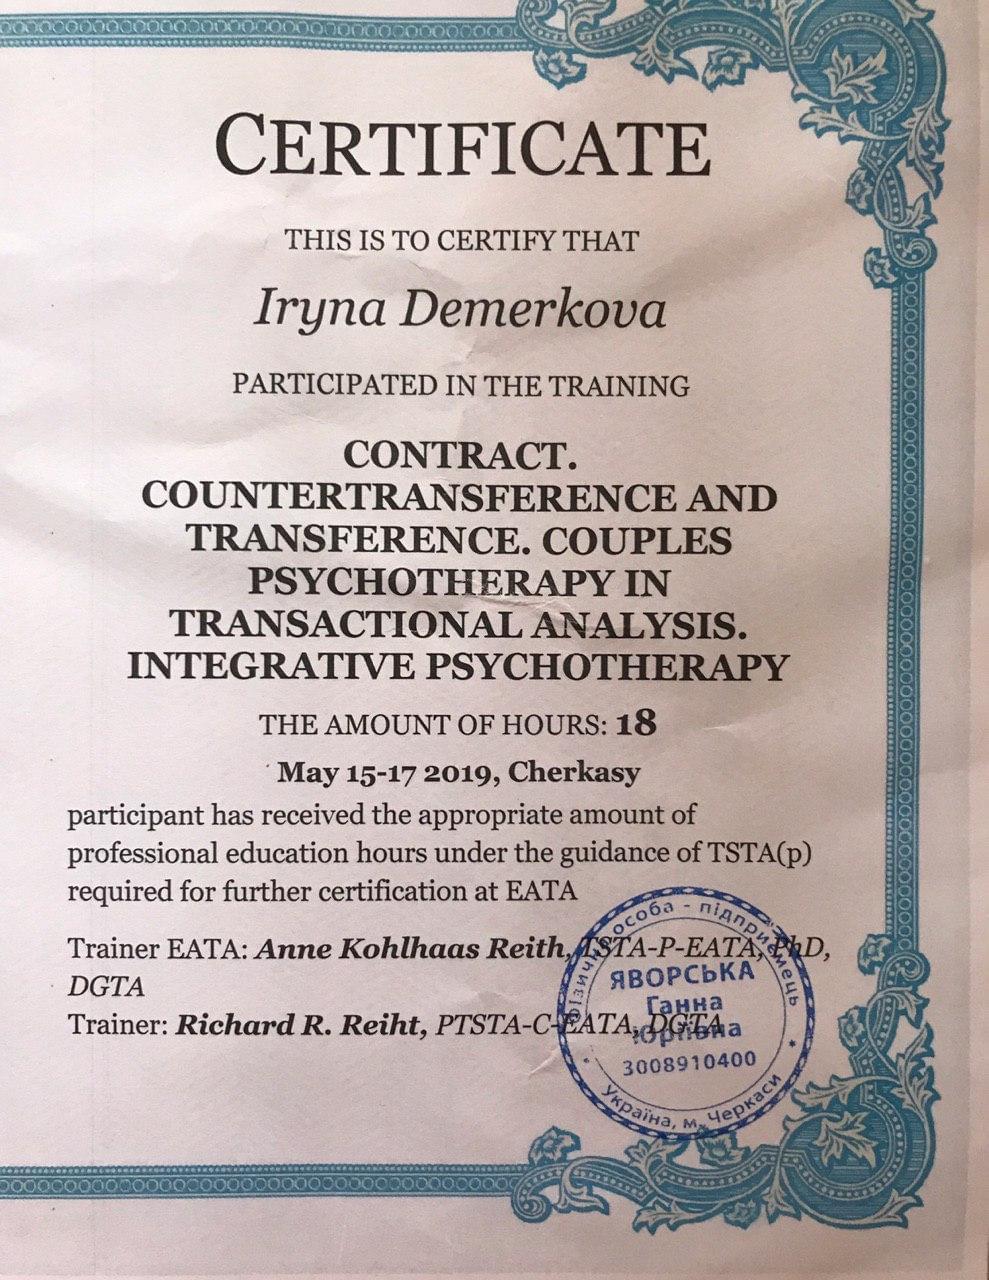 CERTIFICATE
THIS IS TO CERTIFY THAT
Iryna Demerkova
PARTICIPATED IN THE TRAINING
CONTRACT.
COUNTERTRANSFERENCE AND
TRANSFERENCE. COUPLES
PSYCHOTHERAPY IN
TRANSACTIONAL ANALYSIS.
INTEGRATIVE PSYCHOTHERAPY
THE AMOUNT OF HOURS: 18
May 15-17 2019, Cherkasy
participant has received the appropriate amount of
professional education hours under the guidance of TSTA(p)
required for further certification at EATA
Trainer EATA: Anne Kohlhaas Reith, TSTA-P-EATA, PhD,
DGTA
Trainer: Richard R. Reiht, PTSTA-C-EATA, DGTA
Фізична особа - підприємець
ЯВОРСЬКА
Ганна
Юріївна
3008910400
Україна, м. Черкаси